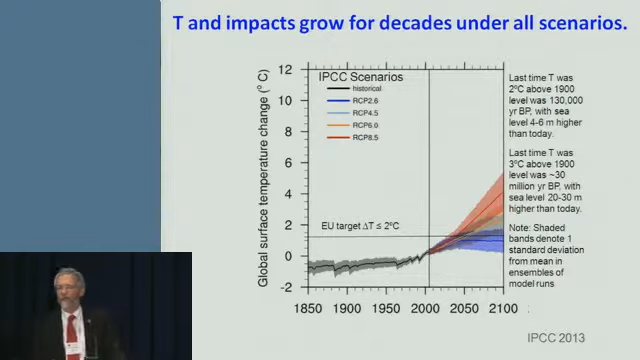 T and impacts grow for decades under all scenarios.
IPCC Scenarios
historical
RCP2.6
RCP4.5
RCP6.0
RCP8.5
EU target ΔT ≤ 2°C
Global surface temperature change (° C)
12
10
8
6
4
2
0
-2
1850
1900
1950
2000
2050
2100
Last time T was
2°C above 1900
level was 130,000
yr BP, with sea
level 4-6 m higher
than today.
Last time T was
3°C above 1900
level was ~30
million yr BP, with
sea level 20-30 m
higher than today.
Note: Shaded
bands denote 1
standard deviation
from mean in
ensembles of
model runs
IPCC 2013